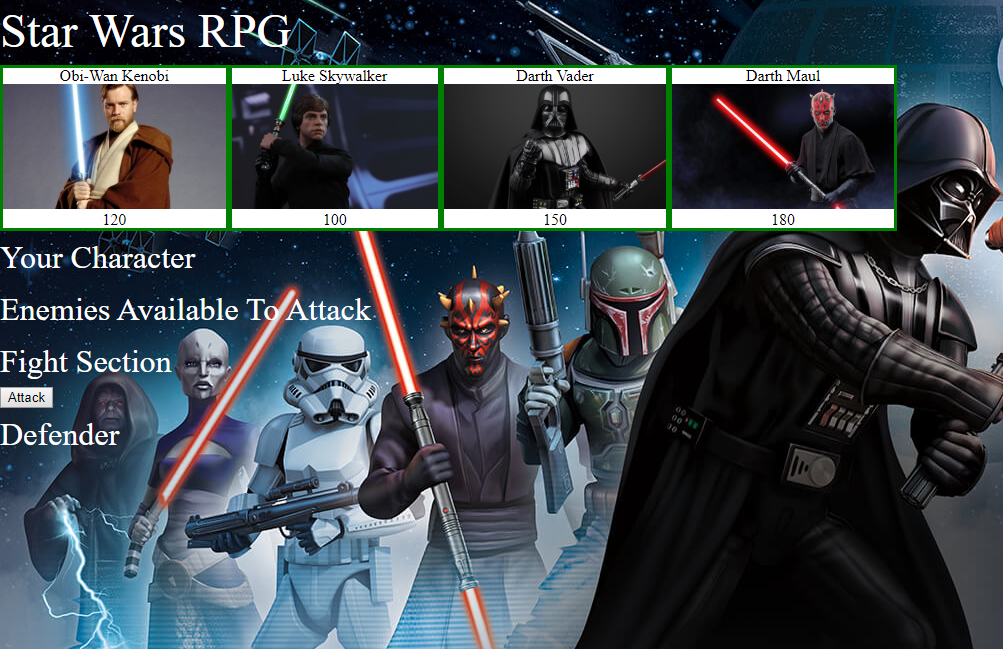 Star Wars RPG
Obi-Wan Kenobi
Luke Skywalker
Darth Vader
Darth Maul
120
100
150
180
Your Character
Enemies Available To Attack
Fight Section
Attack
Defender